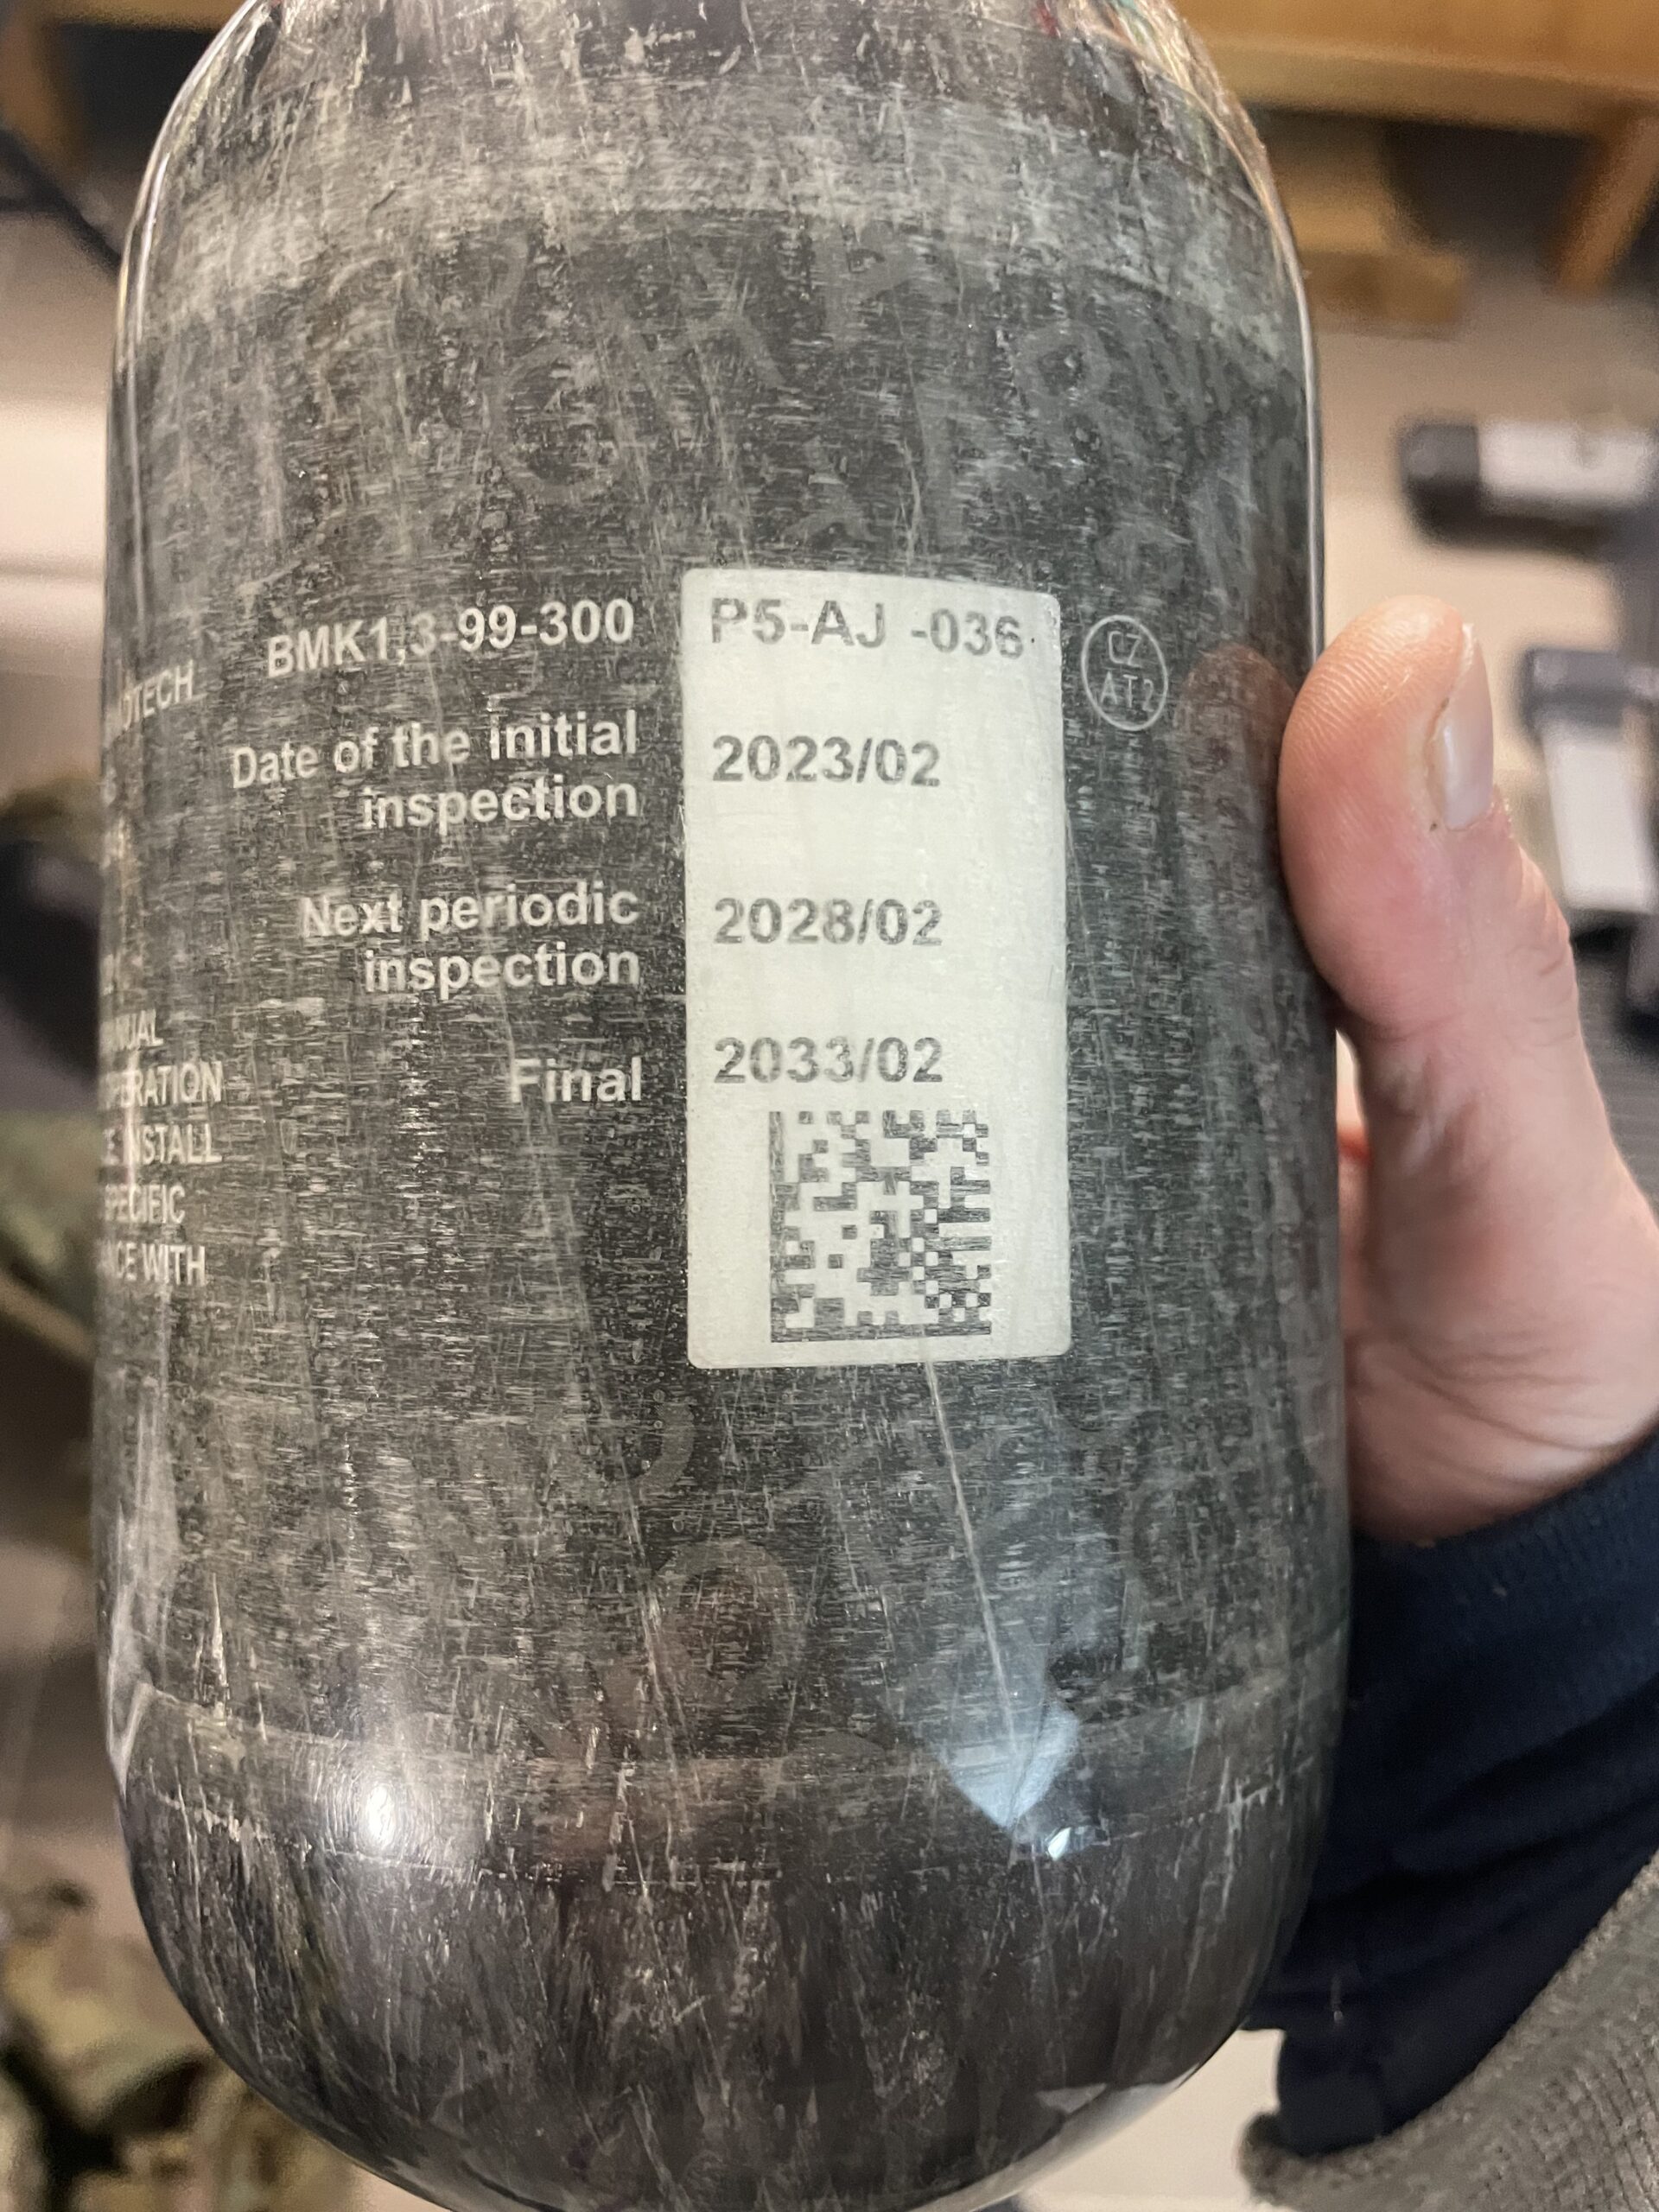 BMK1,3-99-300 P5-AJ -036
CZ
AT2
Date of the initial
inspection
2023/02
Next periodic
inspection
2028/02
Final 2033/02
INSTALL
SPECIFIC
WITH